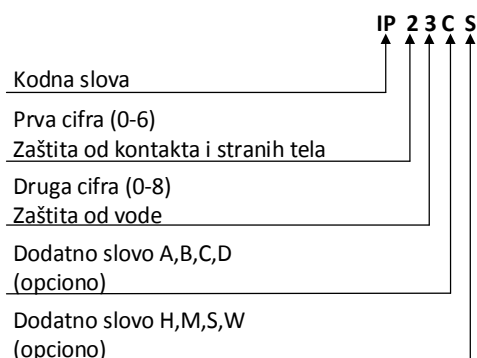 IP 2 3 C S
Kodna slova
Prva cifra (0-6)
Zaštita od kontakta i stranih tela
Druga cifra (0-8)
Zaštita od vode
Dodatno slovo A,B,C,D
(opciono)
Dodatno slovo H,M,S,W
(opciono)